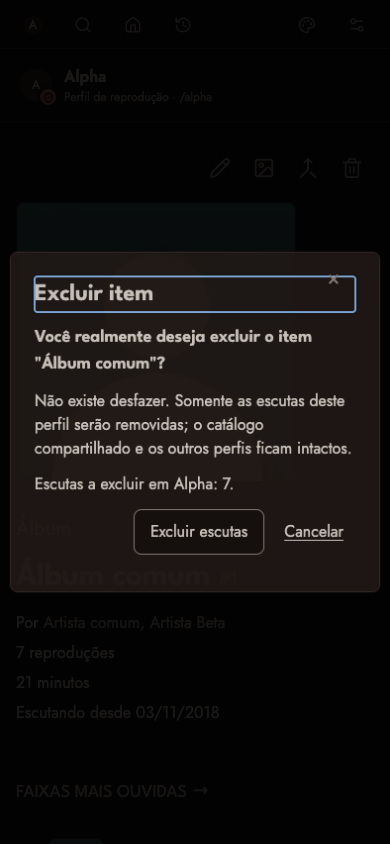 A
A
Alpha
Perfil de reprodução · /alpha
×
Excluir item
Você realmente deseja excluir o item
"Álbum comum"?
Não existe desfazer. Somente as escutas deste
perfil serão removidas; o catálogo
compartilhado e os outros perfis ficam intactos.
Escutas a excluir em Alpha: 7.
Excluir escutas
Cancelar
Álbum
Álbum comum
Por Artista comum, Artista Beta
7 reproduções
21 minutos
Escutando desde 03/11/2018
FAIXAS MAIS OUVIDAS →